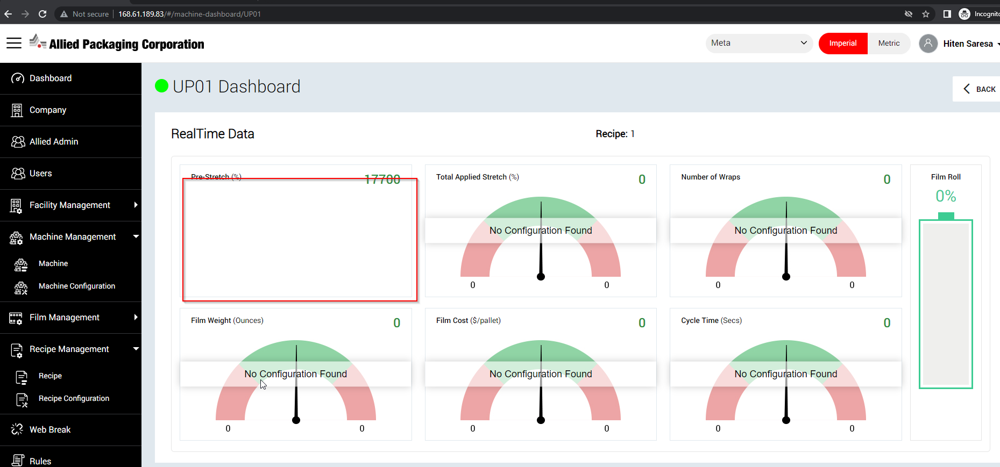 Not secure
168.61.189.83/#/machine-dashboard/UP01
Incognito
Allied Packaging Corporation
Meta
Imperial
Metric
Hiten Saresa
Dashboard
Company
Allied Admin
Users
Facility Management
Machine Management
Machine
Machine Configuration
Film Management
Recipe Management
Recipe
Recipe Configuration
Web Break
Rules
UP01 Dashboard
BACK
RealTime Data
Recipe: 1
Pre-Stretch (%)
17700
Total Applied Stretch (%)
0
No Configuration Found
0
0
Number of Wraps
0
No Configuration Found
0
0
Film Roll
0%
Film Weight (Ounces)
0
No Configuration Found
0
0
Film Cost ($/pallet)
0
No Configuration Found
0
0
Cycle Time (Secs)
0
No Configuration Found
0
0